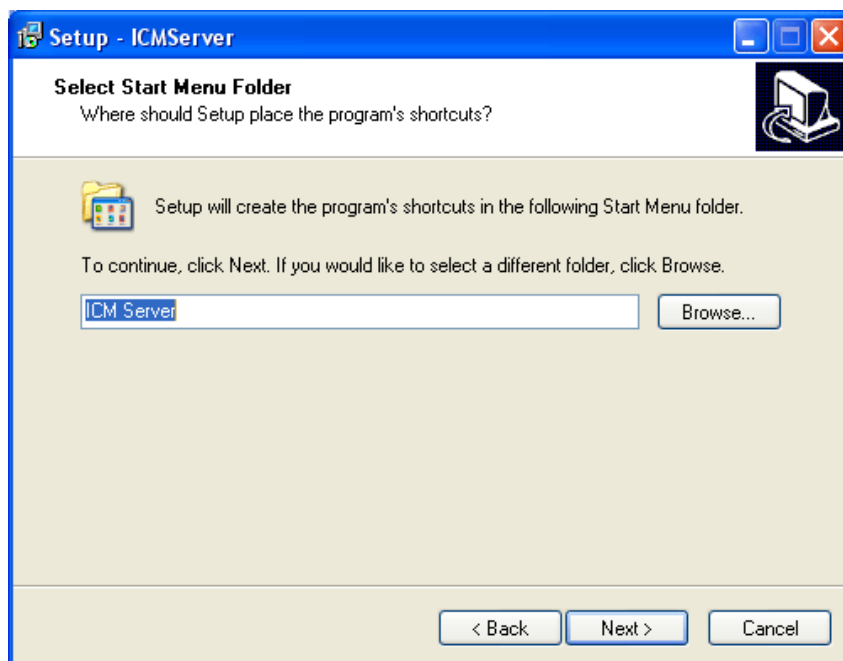 Setup - ICMServer
Select Start Menu Folder
Where should Setup place the program's shortcuts?
Setup will create the program's shortcuts in the following Start Menu folder.
To continue, click Next. If you would like to select a different folder, click Browse.
ICM Server
Browse...
< Back
Next >
Cancel